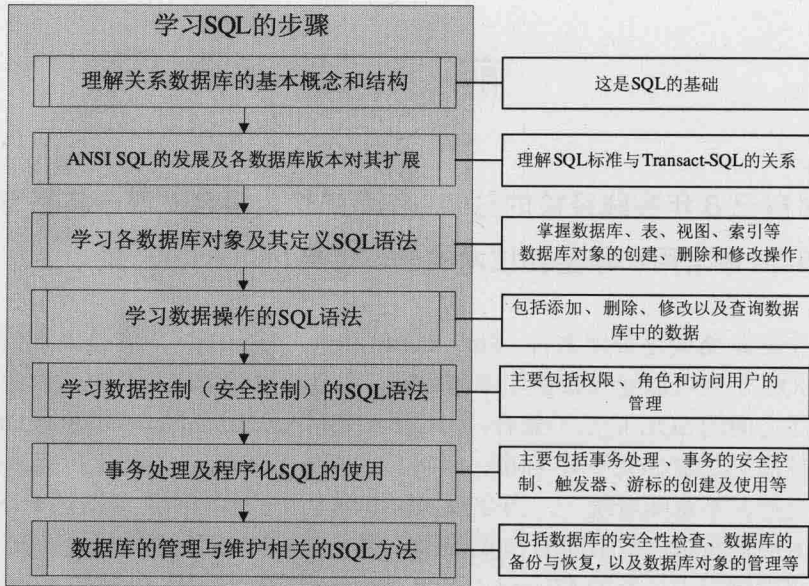 学习SQL的步骤
理解关系数据库的基本概念和结构
这是SQL的基础
ANSI SQL的发展及各数据库版本对其扩展
理解SQL标准与Transact-SQL的关系
学习各数据库对象及其定义SQL语法
掌握数据库、表、视图、索引等
数据库对象的创建、删除和修改操作
学习数据操作的SQL语法
包括添加、删除、修改以及查询数据
库中的数据
学习数据控制（安全控制）的SQL语法
主要包括权限、角色和访问用户的
管理
事务处理及程序化SQL的使用
主要包括事务处理、事务的安全控
制、触发器、游标的创建及使用等
数据库的管理与维护相关的SQL方法
包括数据库的安全性检查、数据库的
备份与恢复，以及数据库对象的管理等